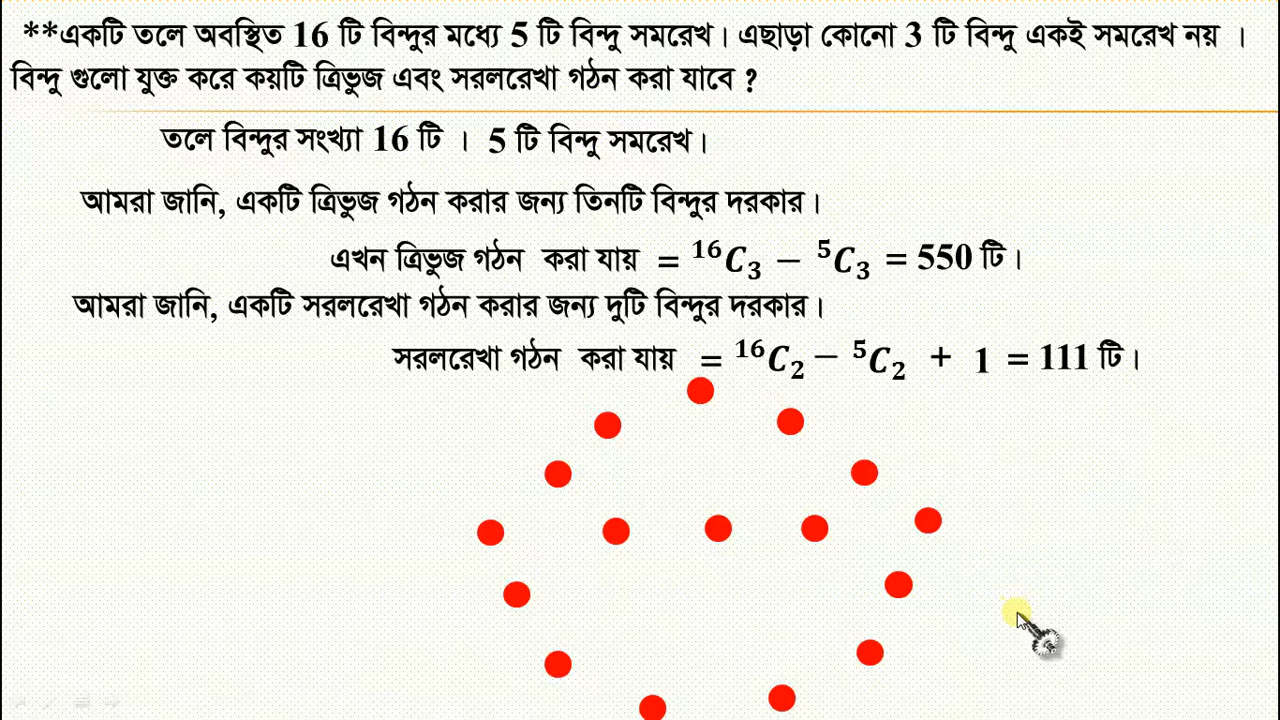 **একটি তলে অবস্থিত 16 টি বিন্দুর মধ্যে 5 টি বিন্দু সমরেখ। এছাড়া কোনো 3 টি বিন্দু একই সমরেখ নয় ।
বিন্দু গুলো যুক্ত করে কয়টি ত্রিভুজ এবং সরলরেখা গঠন করা যাবে ?
তলে বিন্দুর সংখ্যা 16 টি । 5 টি বিন্দু সমরেখ।
আমরা জানি, একটি ত্রিভুজ গঠন করার জন্য তিনটি বিন্দুর দরকার।
এখন ত্রিভুজ গঠন করা যায় = ¹⁶C₃ − ⁵C₃ = 550 টি।
আমরা জানি, একটি সরলরেখা গঠন করার জন্য দুটি বিন্দুর দরকার।
সরলরেখা গঠন করা যায় = ¹⁶C₂ − ⁵C₂ + 1 = 111 টি।